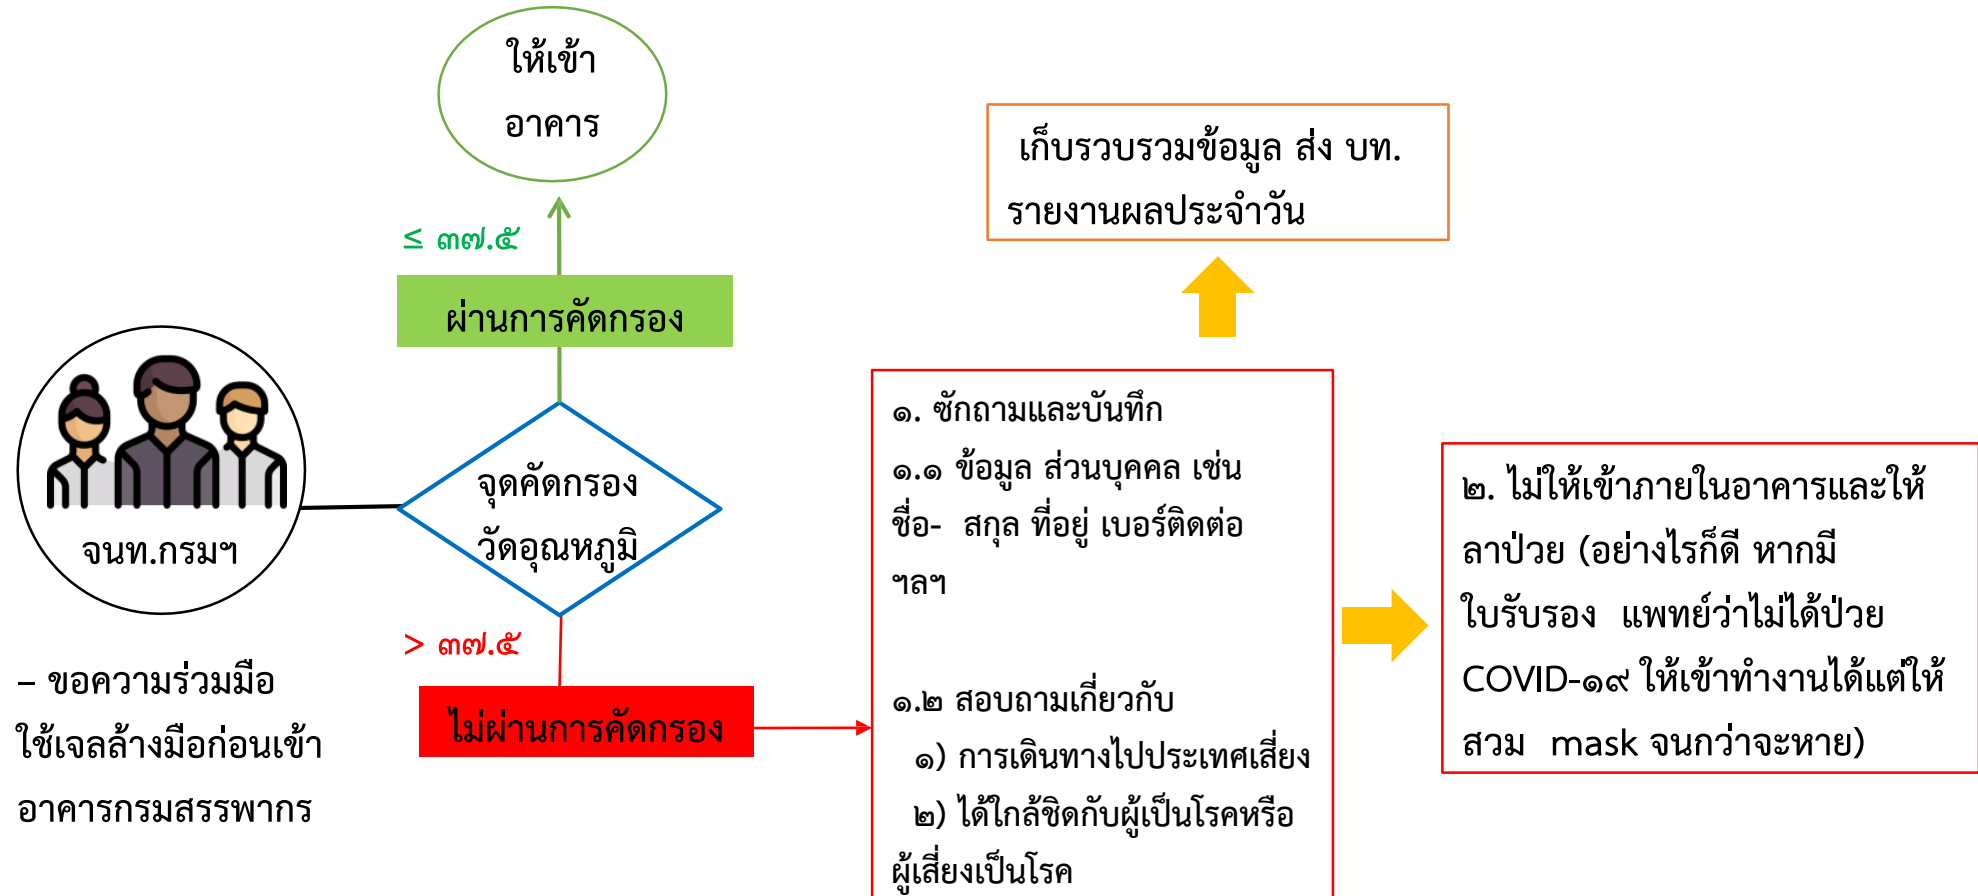 ให้เข้า
อาคาร
≤ ๓๗.๕
ผ่านการคัดกรอง
จนท.กรมฯ
จุดคัดกรอง
วัดอุณหภูมิ
> ๓๗.๕
ไม่ผ่านการคัดกรอง
– ขอความร่วมมือ
ใช้เจลล้างมือก่อนเข้า
อาคารกรมสรรพากร
เก็บรวบรวมข้อมูล ส่ง บท.
รายงานผลประจำวัน
๑. ซักถามและบันทึก
๑.๑ ข้อมูล ส่วนบุคคล เช่น
ชื่อ- สกุล ที่อยู่ เบอร์ติดต่อ
ฯลฯ
๑.๒ สอบถามเกี่ยวกับ
๑) การเดินทางไปประเทศเสี่ยง
๒) ได้ใกล้ชิดกับผู้เป็นโรคหรือ
ผู้เสี่ยงเป็นโรค
๒. ไม่ให้เข้าภายในอาคารและให้
ลาป่วย (อย่างไรก็ดี หากมี
ใบรับรอง แพทย์ว่าไม่ได้ป่วย
COVID-๑๙ ให้เข้าทำงานได้แต่ให้
สวม mask จนกว่าจะหาย)